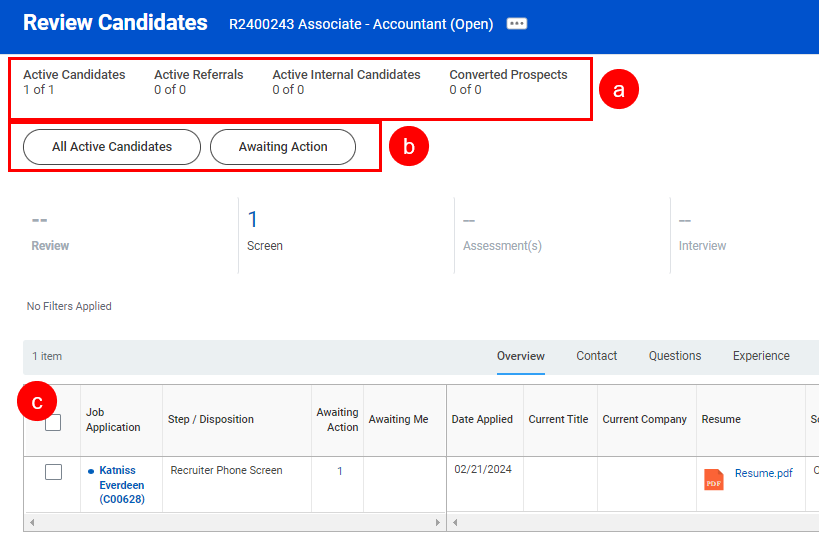 Review Candidates R2400243 Associate - Accountant (Open)
Active Candidates Active Referrals Active Internal Candidates Converted Prospects
1 of 1 0 of 0 0 of 0 0 of 0
a
All Active Candidates Awaiting Action
b
-- 1 -- --
Review Screen Assessment(s) Interview
No Filters Applied
1 item Overview Contact Questions Experience
c
Job Application Step / Disposition Awaiting Action Awaiting Me Date Applied Current Title Current Company Resume
Katniss Everdeen (C00628) Recruiter Phone Screen 1 02/21/2024 PDF Resume.pdf